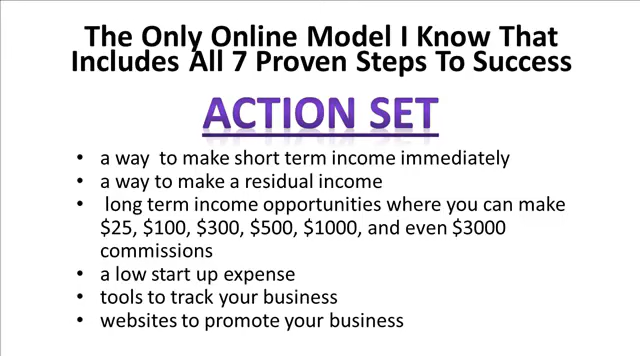 The Only Online Model I Know That
Includes All 7 Proven Steps To Success
ACTION SET
• a way to make short term income immediately
• a way to make a residual income
• long term income opportunities where you can make
$25, $100, $300, $500, $1000, and even $3000
commissions
• a low start up expense
• tools to track your business
• websites to promote your business